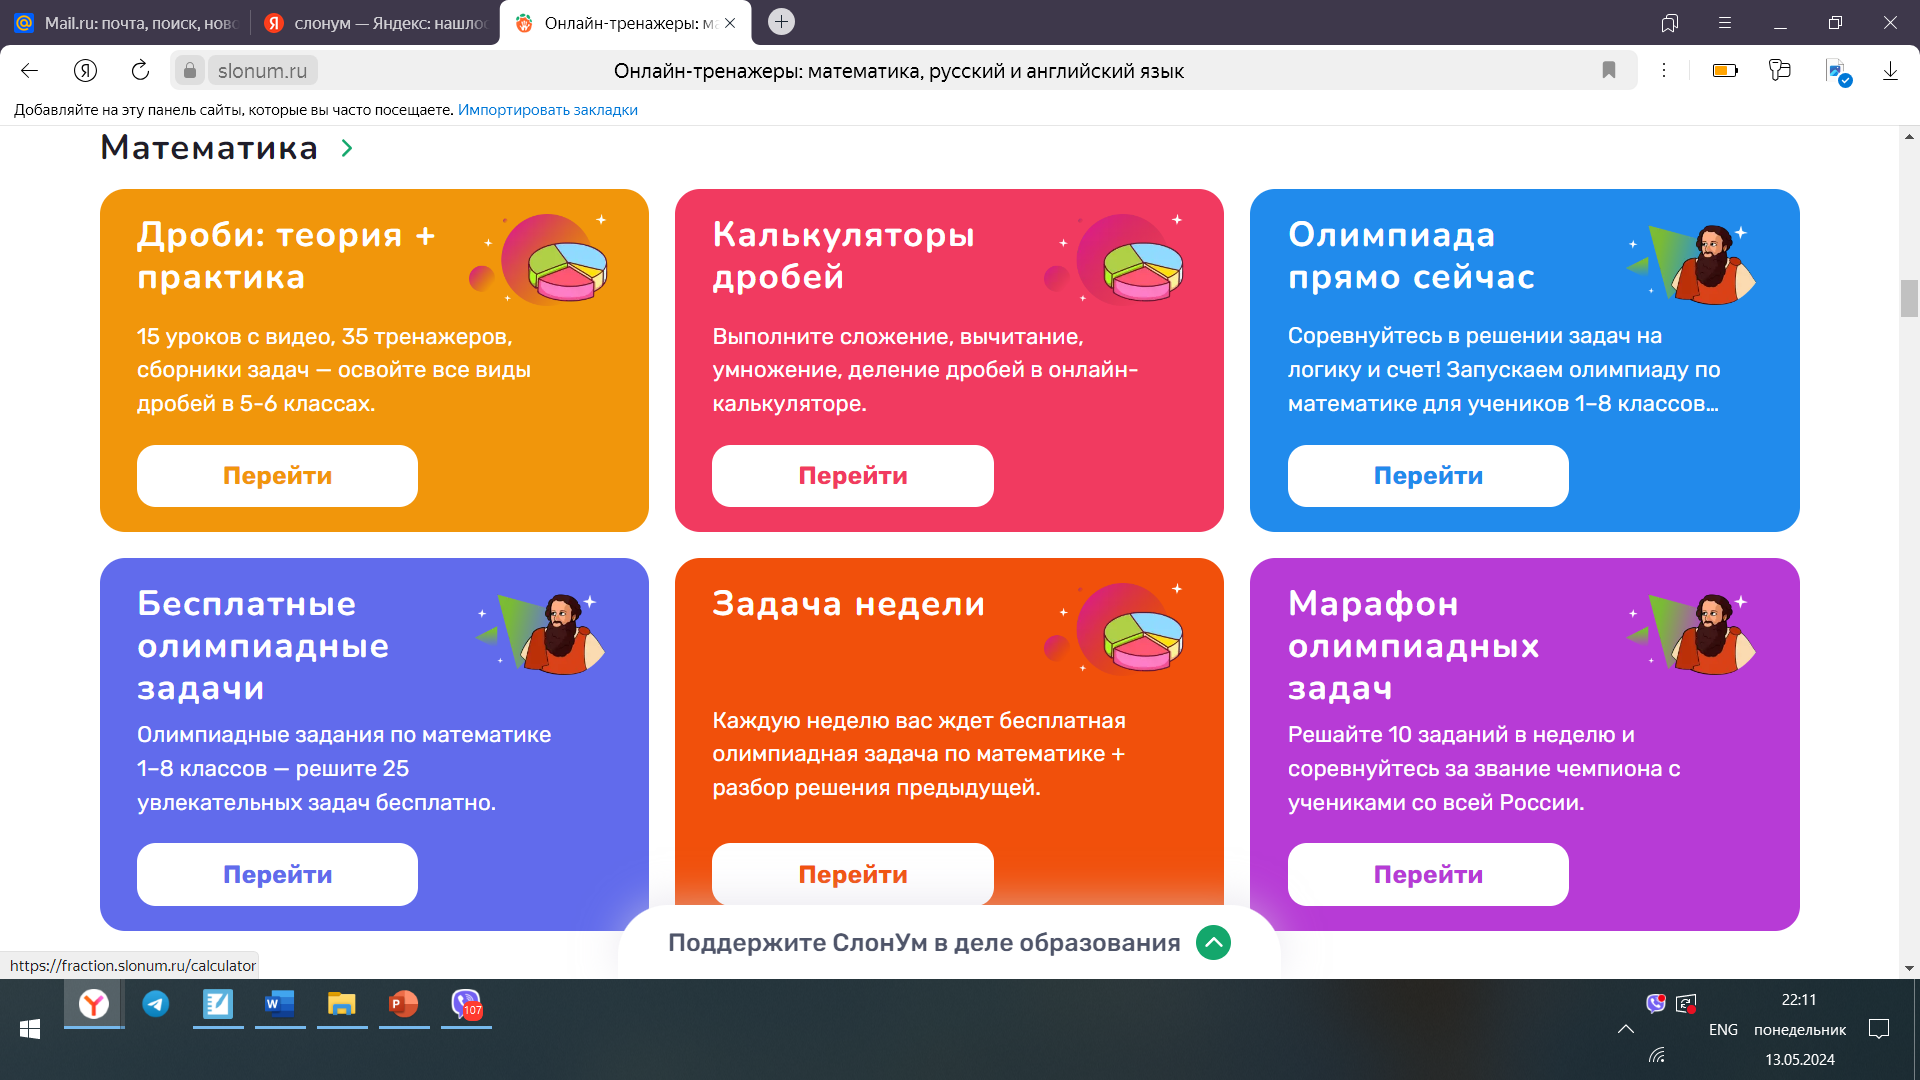 Mail.ru: почта, поиск, нов
слонум — Яндекс: нашло
Онлайн-тренажеры: ма
slonum.ru
Онлайн-тренажеры: математика, русский и английский язык
Добавляйте на эту панель сайты, которые вы часто посещаете. Импортировать закладки
Математика
Дроби: теория +
практика
15 уроков с видео, 35 тренажеров,
сборники задач — освойте все виды
дробей в 5-6 классах.
Перейти
Калькуляторы
дробей
Выполните сложение, вычитание,
умножение, деление дробей в онлайн-
калькуляторе.
Перейти
Олимпиада
прямо сейчас
Соревнуйтесь в решении задач на
логику и счет! Запускаем олимпиаду по
математике для учеников 1–8 классов...
Перейти
Бесплатные
олимпиадные
задачи
Олимпиадные задания по математике
1–8 классов — решите 25
увлекательных задач бесплатно.
Перейти
Задача недели
Каждую неделю вас ждет бесплатная
олимпиадная задача по математике +
разбор решения предыдущей.
Перейти
Марафон
олимпиадных
задач
Решайте 10 заданий в неделю и
соревнуйтесь за звание чемпиона с
учениками со всей России.
Перейти
Поддержите СлонУм в деле образования
https://fraction.slonum.ru/calculator
107
22:11
ENG
понедельник
13.05.2024